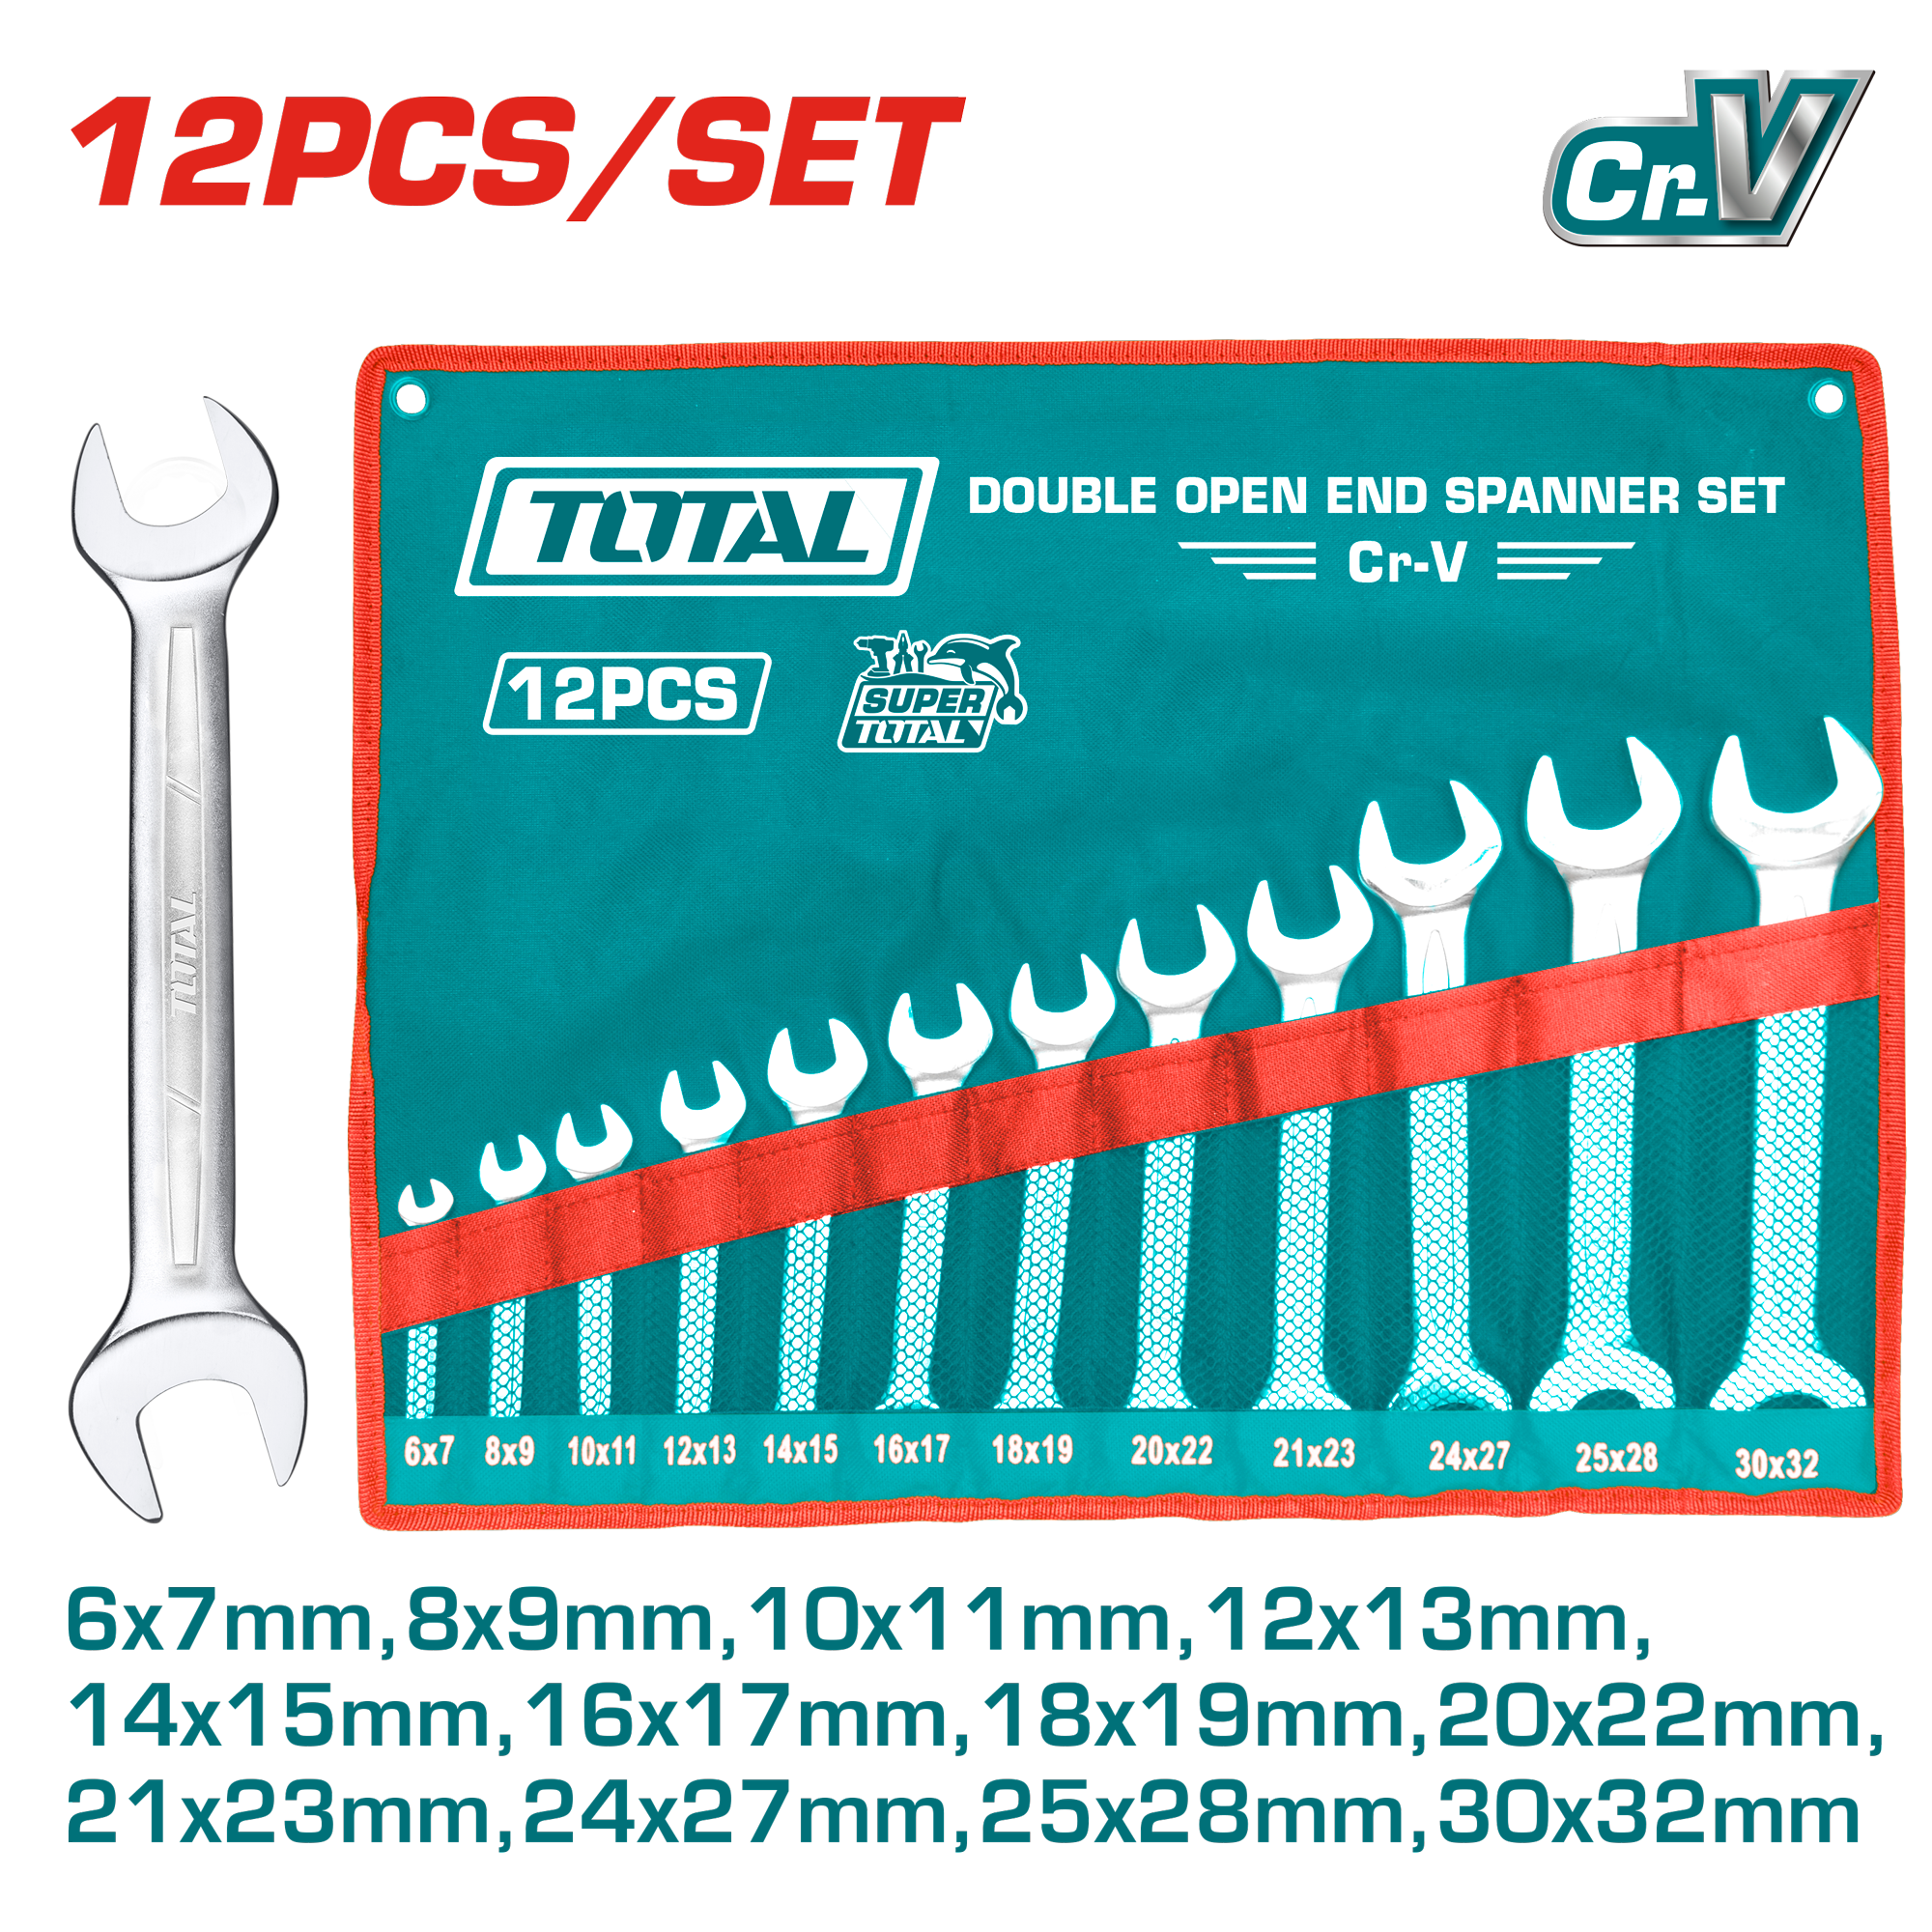 12PCS/SET
Cr-V
TOTAL
DOUBLE OPEN END SPANNER SET
Cr-V
12PCS
SUPER
TOTAL
TOTAL
6x7 8x9 10x11 12x13 14x15 16x17 18x19 20x22 21x23 24x27 25x28 30x32
6x7mm,8x9mm,10x11mm,12x13mm,
14x15mm,16x17mm,18x19mm,20x22mm,
21x23mm,24x27mm,25x28mm,30x32mm